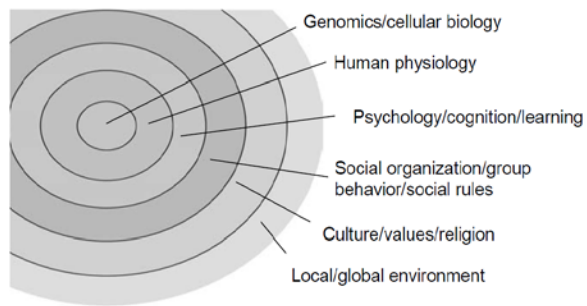 Genomics/cellular biology
Human physiology
Psychology/cognition/learning
Social organization/group
behavior/social rules
Culture/values/religion
Local/global environment